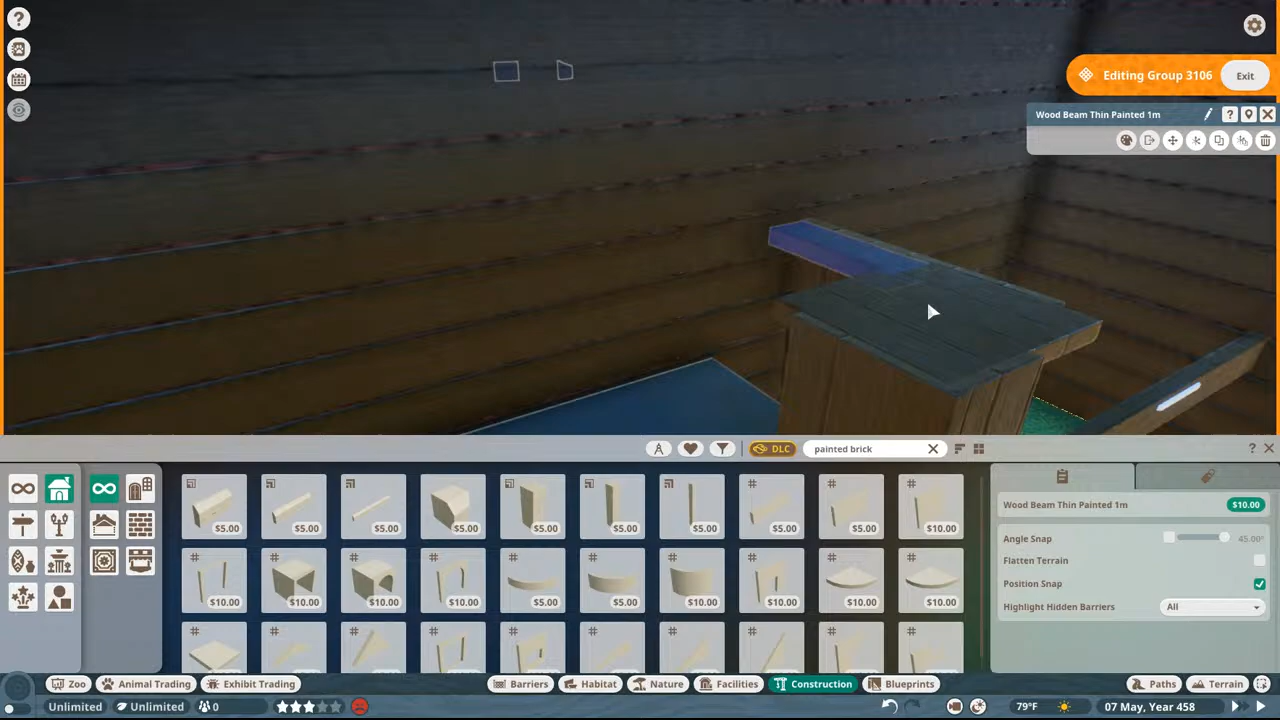 Editing Group 3106
Exit
Wood Beam Thin Painted 1m
DLC
painted brick
$5.00 $5.00 $5.00 $5.00 $5.00 $5.00 $5.00 $5.00 $5.00 $10.00
$10.00 $10.00 $10.00 $10.00 $5.00 $5.00 $10.00 $10.00 $10.00 $10.00
Wood Beam Thin Painted 1m
$10.00
Angle Snap
45.00°
Flatten Terrain
Position Snap
Highlight Hidden Barriers
All
Zoo
Animal Trading
Exhibit Trading
Barriers
Habitat
Nature
Facilities
Construction
Blueprints
Paths
Terrain
Unlimited
Unlimited
0
79°F
07 May, Year 458